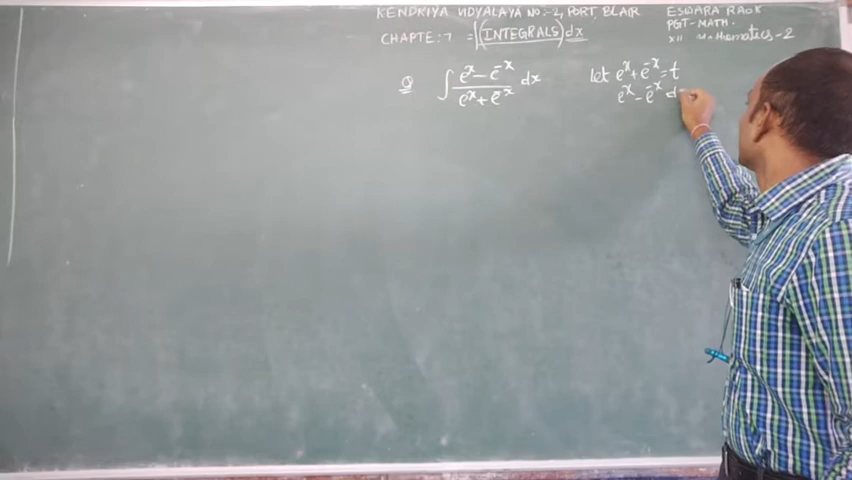 KENDRIYA VIDYALAYA NO:-2, PORT BLAIR
CHAPTE: 7 = ∫(INTEGRALS)dx
ESWARA RAO K
PGT-MATH.
XII Mathematics-2
Q ∫ (e^x - e^-x)/(e^x + e^-x) dx
let e^x + e^-x = t
e^x - e^-x d